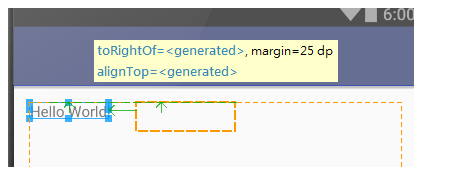 6:00
toRightOf=<generated>, margin=25 dp
alignTop=<generated>
Hello World